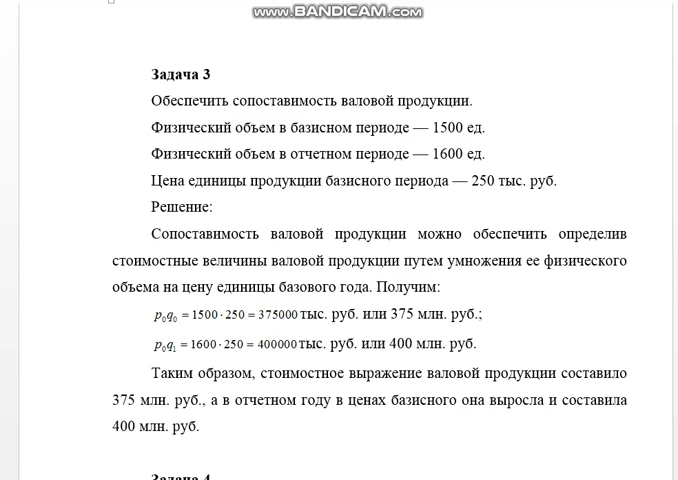 www.BANDICAM.com
Задача 3
Обеспечить сопоставимость валовой продукции.
Физический объем в базисном периоде — 1500 ед.
Физический объем в отчетном периоде — 1600 ед.
Цена единицы продукции базисного периода — 250 тыс. руб.
Решение:
Сопоставимость валовой продукции можно обеспечить определив
стоимостные величины валовой продукции путем умножения ее физического
объема на цену единицы базового года. Получим:
p₀q₀ = 1500 · 250 = 375000 тыс. руб. или 375 млн. руб.;
p₀q₁ = 1600 · 250 = 400000 тыс. руб. или 400 млн. руб.
Таким образом, стоимостное выражение валовой продукции составило
375 млн. руб., а в отчетном году в ценах базисного она выросла и составила
400 млн. руб.
Задача 4